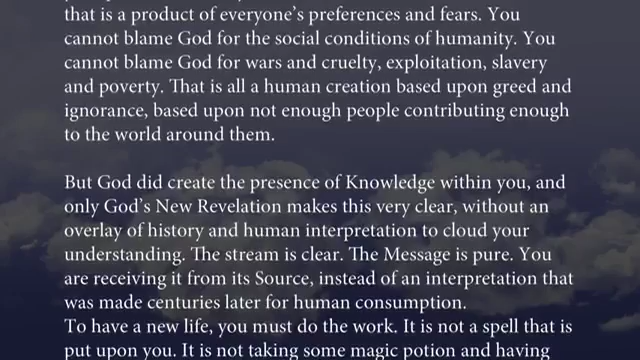 that is a product of everyone’s preferences and fears. You
cannot blame God for the social conditions of humanity. You
cannot blame God for wars and cruelty, exploitation, slavery
and poverty. That is all a human creation based upon greed and
ignorance, based upon not enough people contributing enough
to the world around them.
But God did create the presence of Knowledge within you, and
only God’s New Revelation makes this very clear, without an
overlay of history and human interpretation to cloud your
understanding. The stream is clear. The Message is pure. You
are receiving it from its Source, instead of an interpretation that
was made centuries later for human consumption.
To have a new life, you must do the work. It is not a spell that is
put upon you. It is not taking some magic potion and having